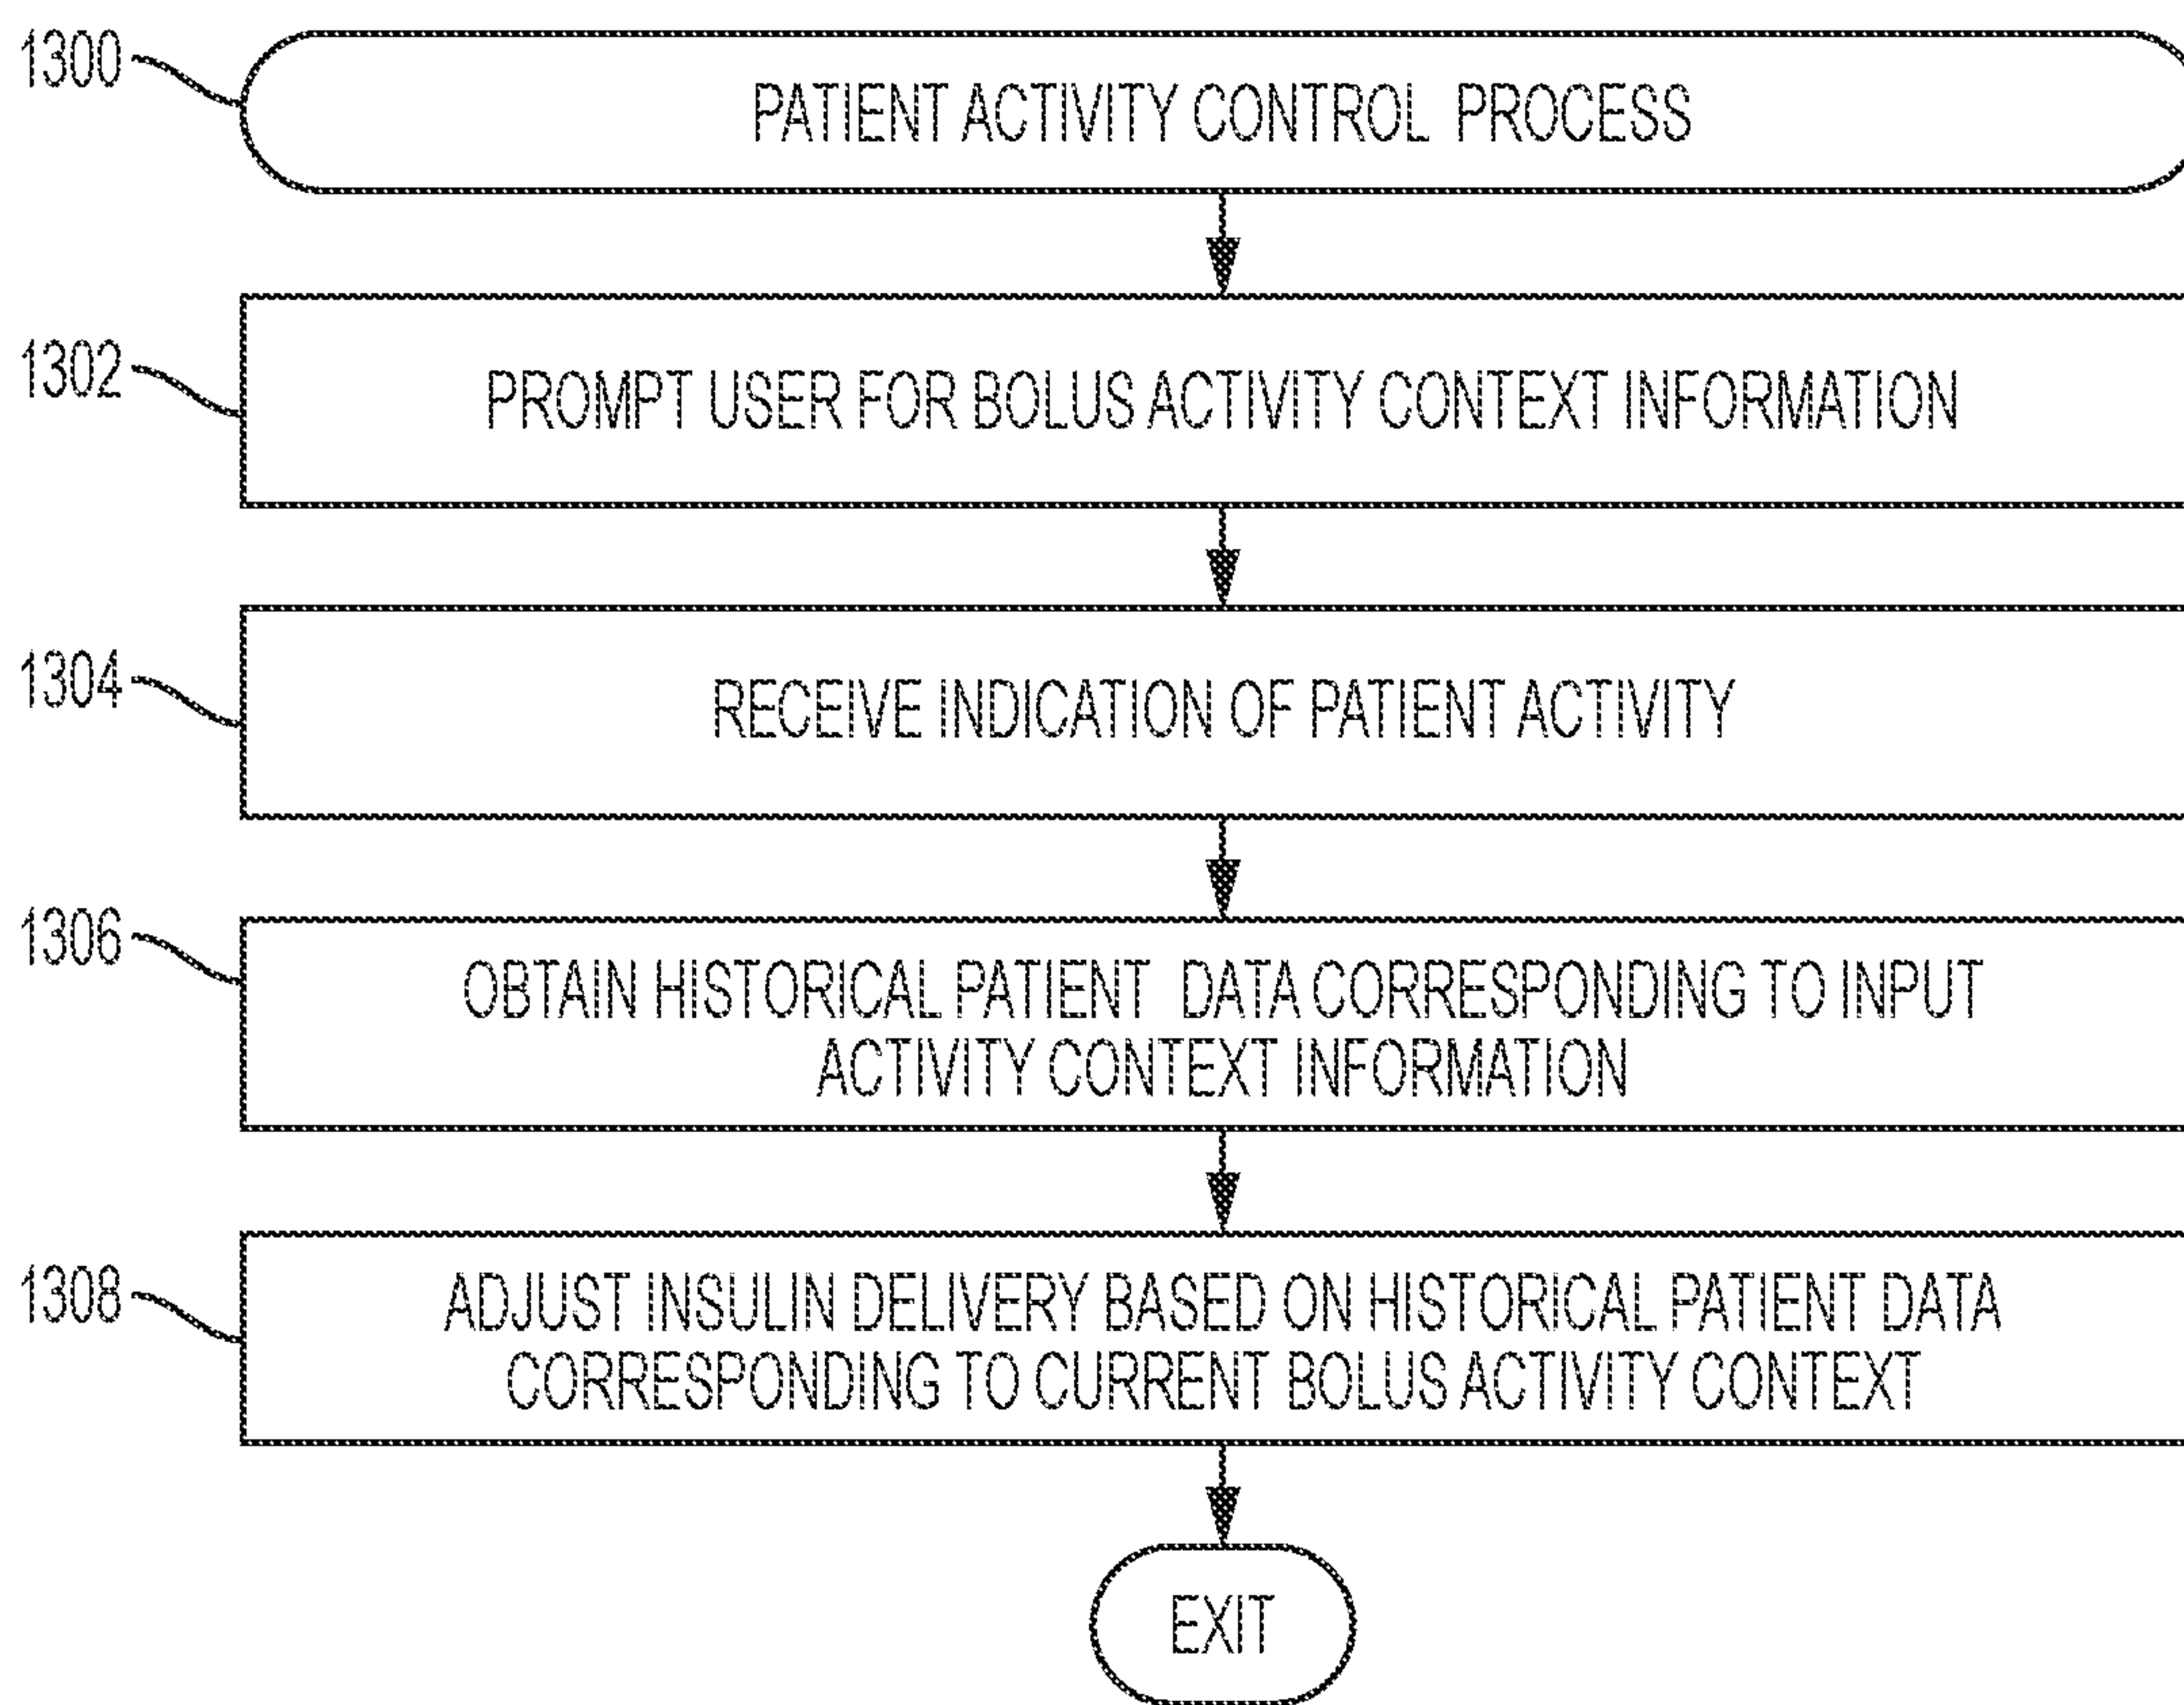 1300
PATIENT ACTIVITY CONTROL PROCESS
1302
PROMPT USER FOR BOLUS ACTIVITY CONTEXT INFORMATION
1304
RECEIVE INDICATION OF PATIENT ACTIVITY
1306
OBTAIN HISTORICAL PATIENT DATA CORRESPONDING TO INPUT
ACTIVITY CONTEXT INFORMATION
1308
ADJUST INSULIN DELIVERY BASED ON HISTORICAL PATIENT DATA
CORRESPONDING TO CURRENT BOLUS ACTIVITY CONTEXT
EXIT